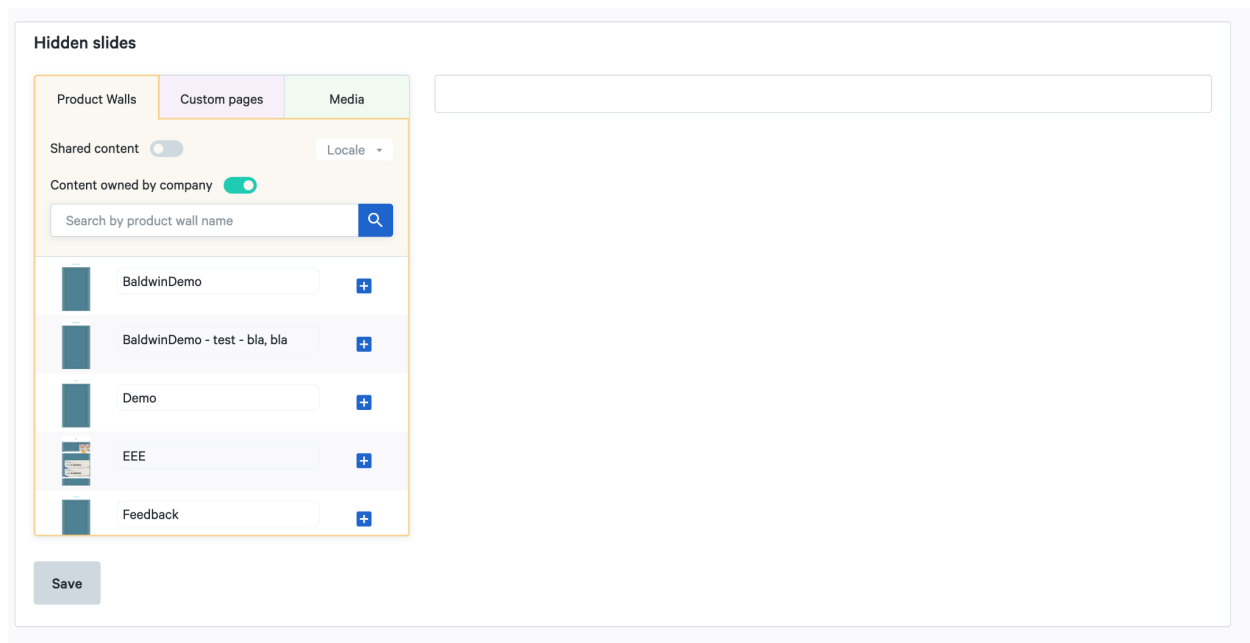 Hidden slides
Product Walls
Custom pages
Media
Shared content
Locale
Content owned by company
Search by product wall name
BaldwinDemo
BaldwinDemo - test - bla, bla
Demo
EEE
Feedback
Save